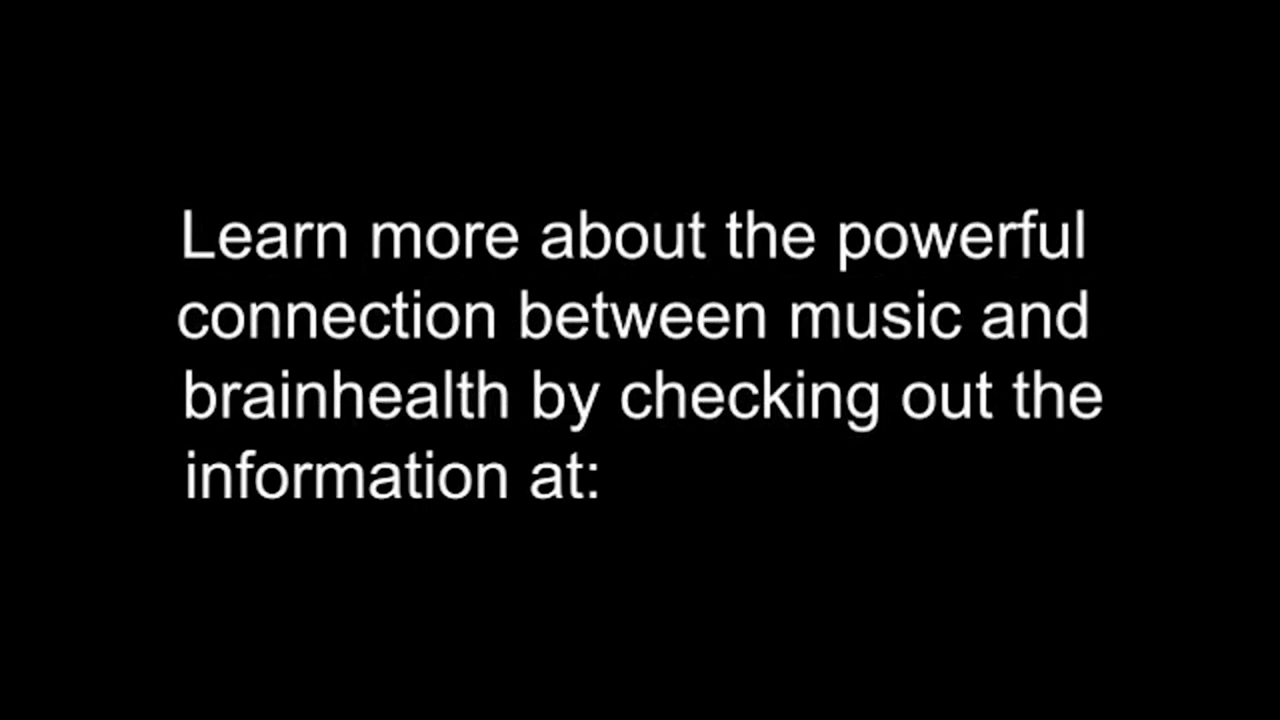 Learn more about the powerful
connection between music and
brainhealth by checking out the
information at: